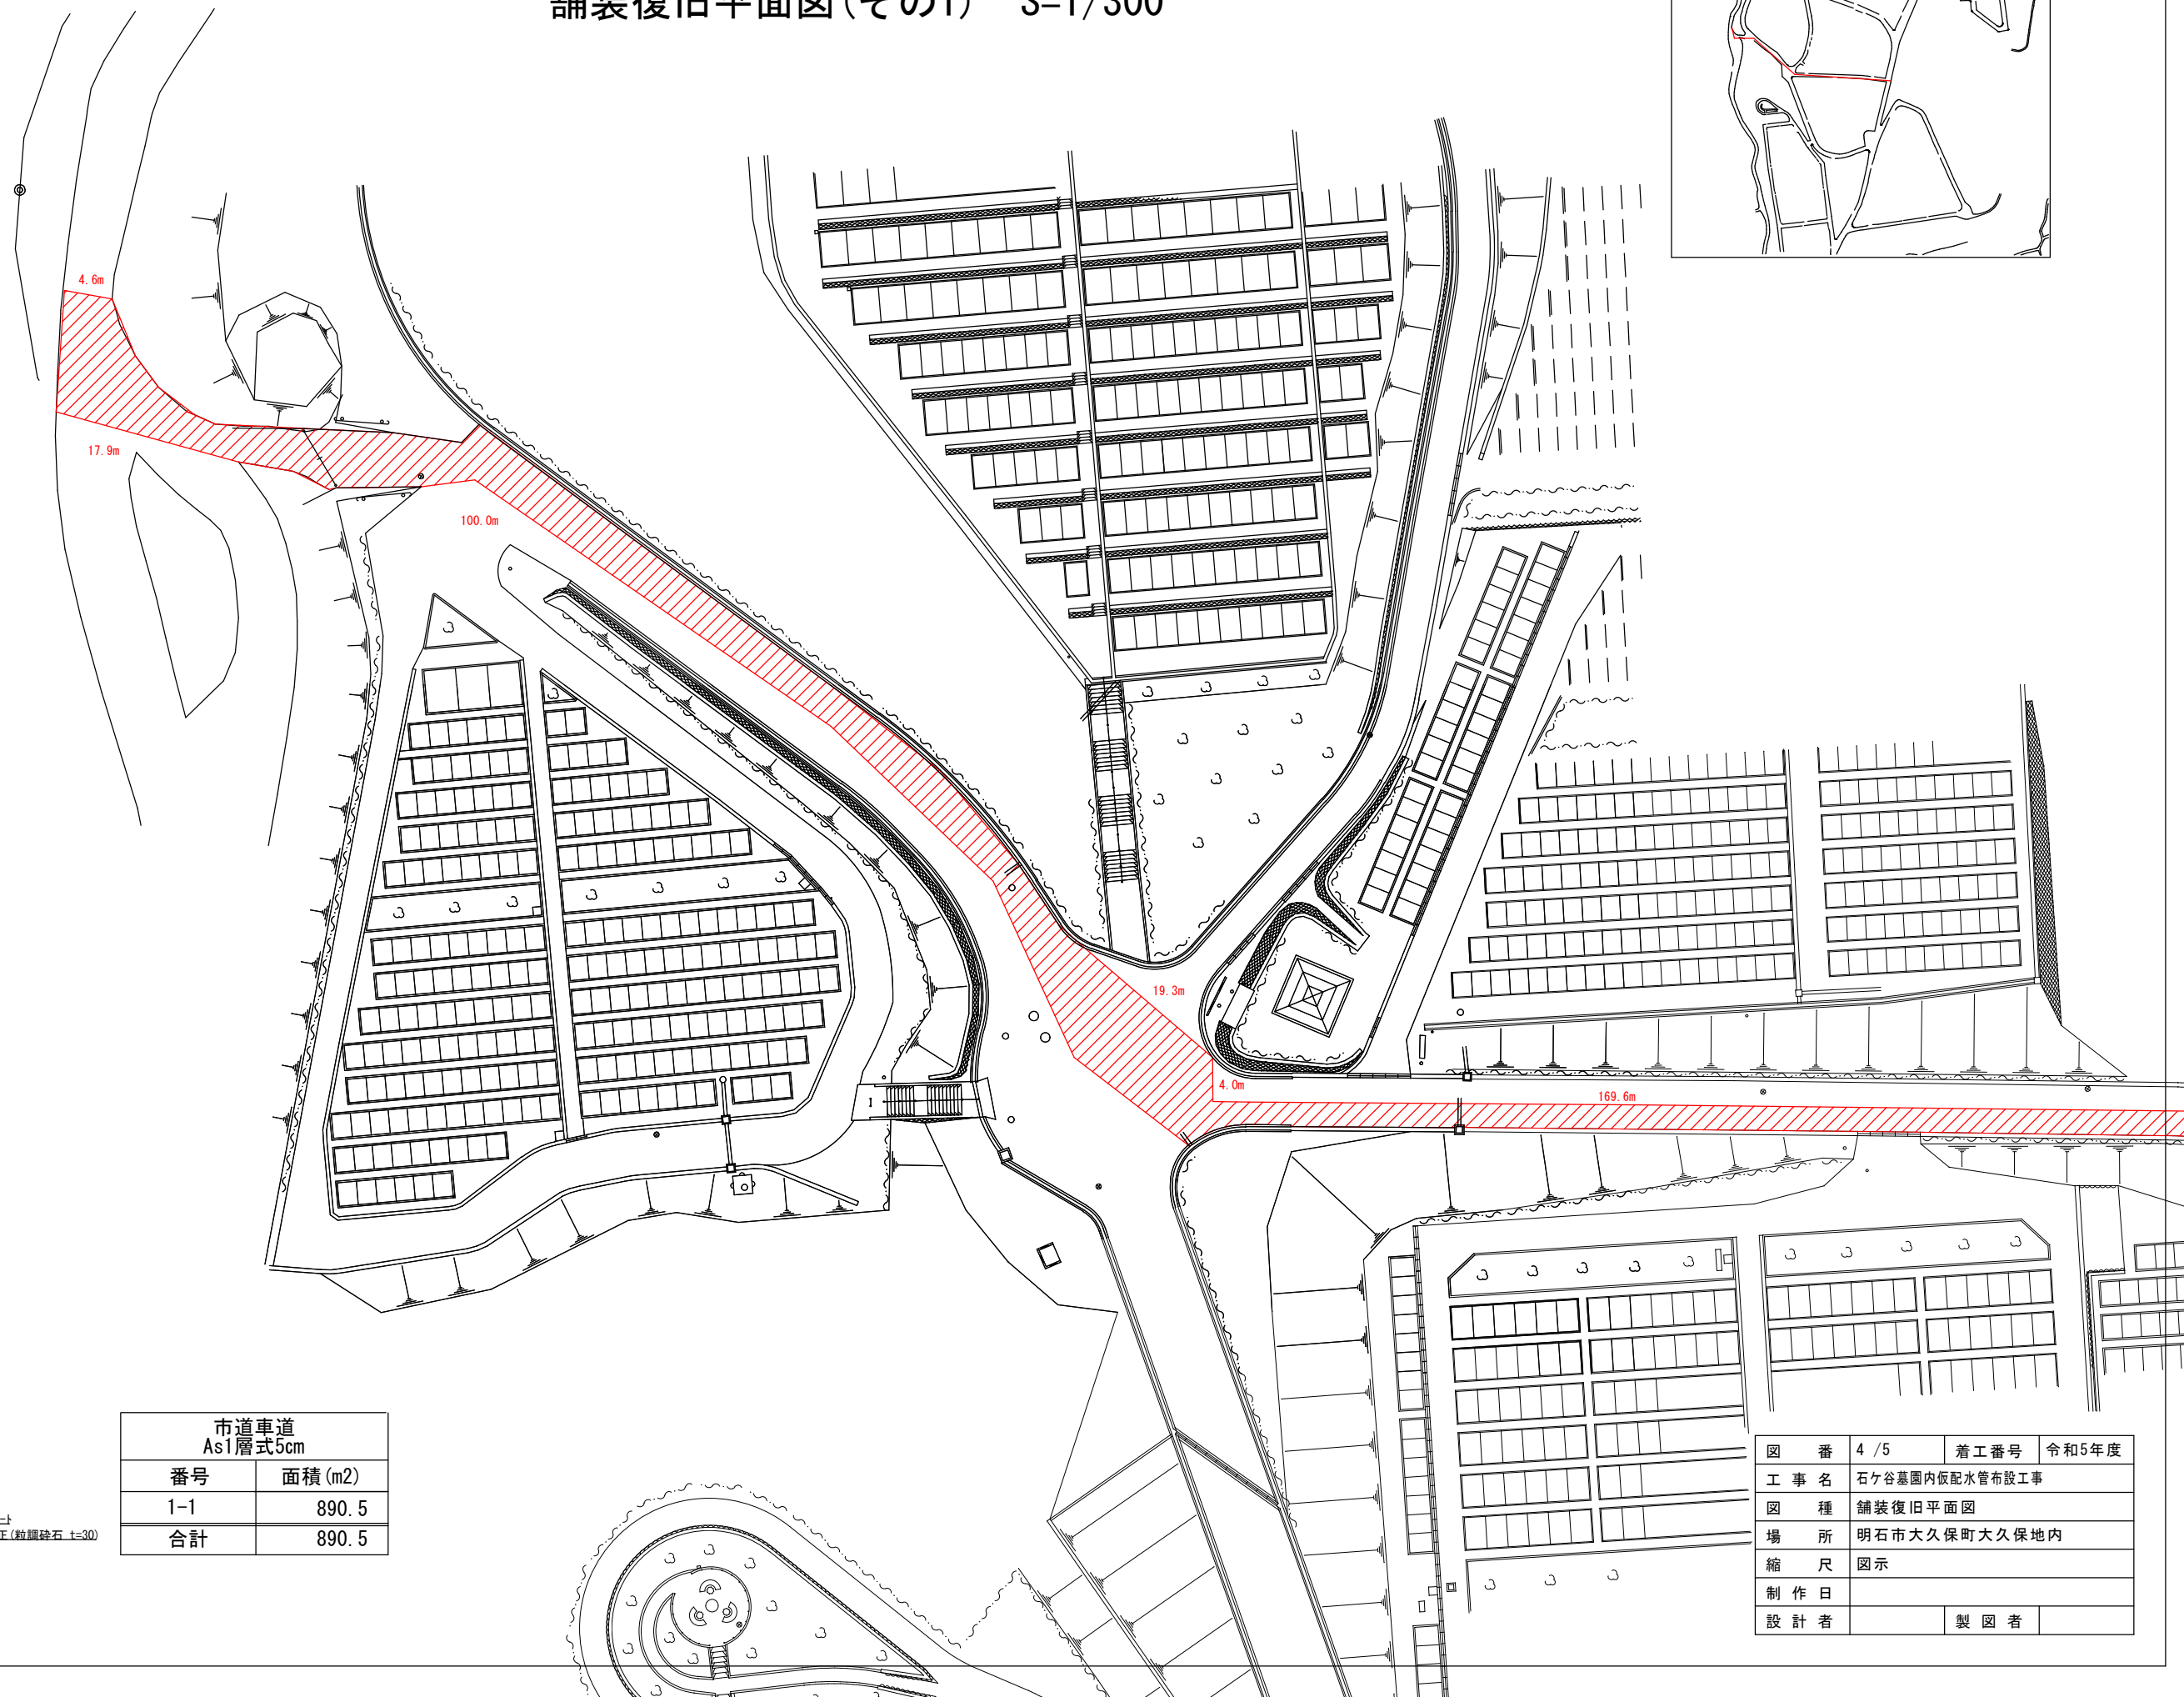 舗装復旧平面図(その1) S=1/300
4.6m
17.9m
100.0m
19.3m
4.0m
169.6m
市道車道
As1層式5cm
番号 面積(m2)
1-1 890.5
合計 890.5
正(粒調砕石 t=30)
図番 4 /5 着工番号 令和5年度
工事名 石ケ谷墓園内仮配水管布設工事
図種 舗装復旧平面図
場所 明石市大久保町大久保地内
縮尺 図示
制作日
設計者 製図者